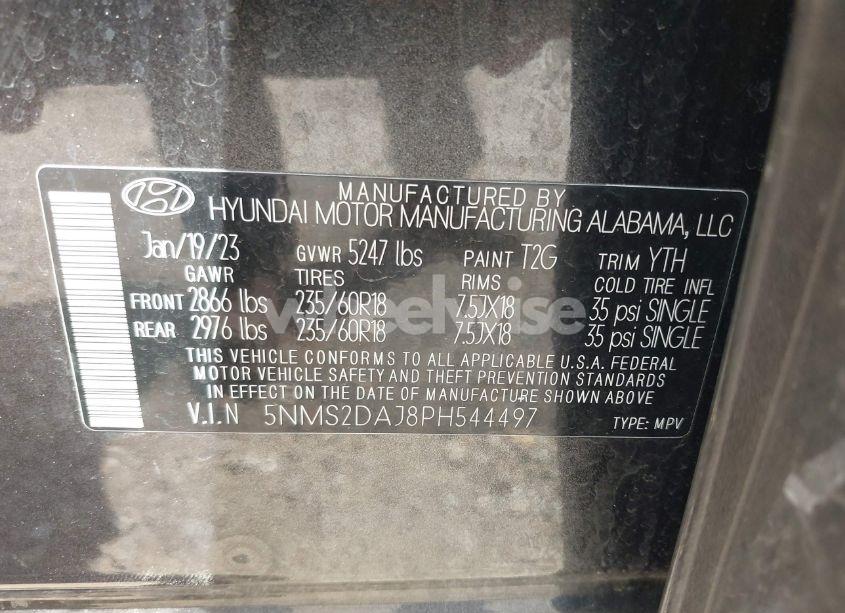 MANUFACTURED BY
HYUNDAI MOTOR MANUFACTURING ALABAMA, LLC
Jan/19/23 GVWR 5247 lbs PAINT T2G TRIM YTH
GAWR TIRES RIMS COLD TIRE INFL
FRONT 2866 lbs 235/60R18 7.5JX18 35 psi SINGLE
REAR 2976 lbs 235/60R18 7.5JX18 35 psi SINGLE
THIS VEHICLE CONFORMS TO ALL APPLICABLE U.S.A. FEDERAL
MOTOR VEHICLE SAFETY AND THEFT PREVENTION STANDARDS
IN EFFECT ON THE DATE OF MANUFACTURE SHOWN ABOVE
V.I.N 5NMS2DAJ8PH544497 TYPE: MPV